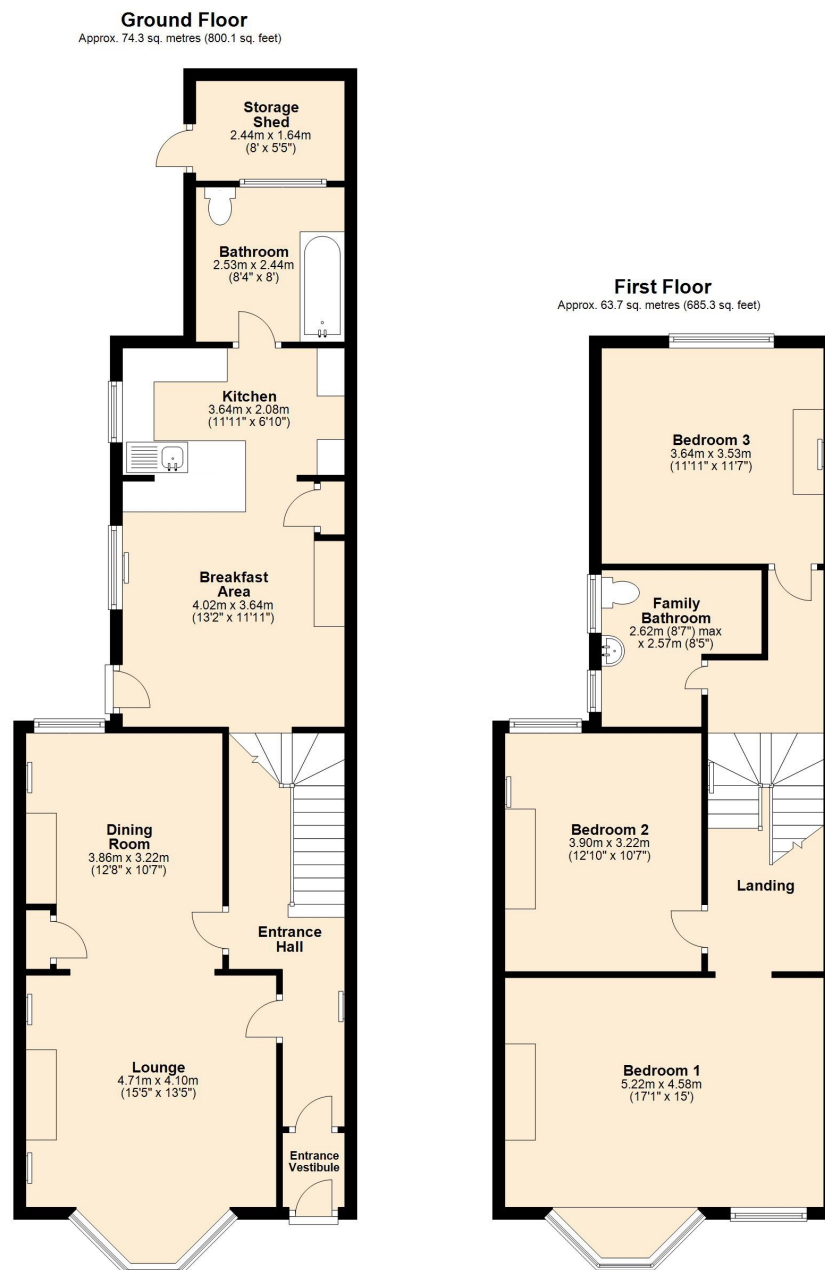 Ground Floor
Approx. 74.3 sq. metres (800.1 sq. feet)
Storage
Shed
2.44m x 1.64m
(8' x 5'5")
Bathroom
2.53m x 2.44m
(8'4" x 8')
Kitchen
3.64m x 2.08m
(11'11" x 6'10")
Breakfast
Area
4.02m x 3.64m
(13'2" x 11'11")
Dining
Room
3.86m x 3.22m
(12'8" x 10'7")
Entrance
Hall
Lounge
4.71m x 4.10m
(15'5" x 13'5")
Entrance
Vestibule
First Floor
Approx. 63.7 sq. metres (685.3 sq. feet)
Bedroom 3
3.64m x 3.53m
(11'11" x 11'7")
Family
Bathroom
2.62m (8'7") max
x 2.57m (8'5")
Bedroom 2
3.90m x 3.22m
(12'10" x 10'7")
Landing
Bedroom 1
5.22m x 4.58m
(17'1" x 15')